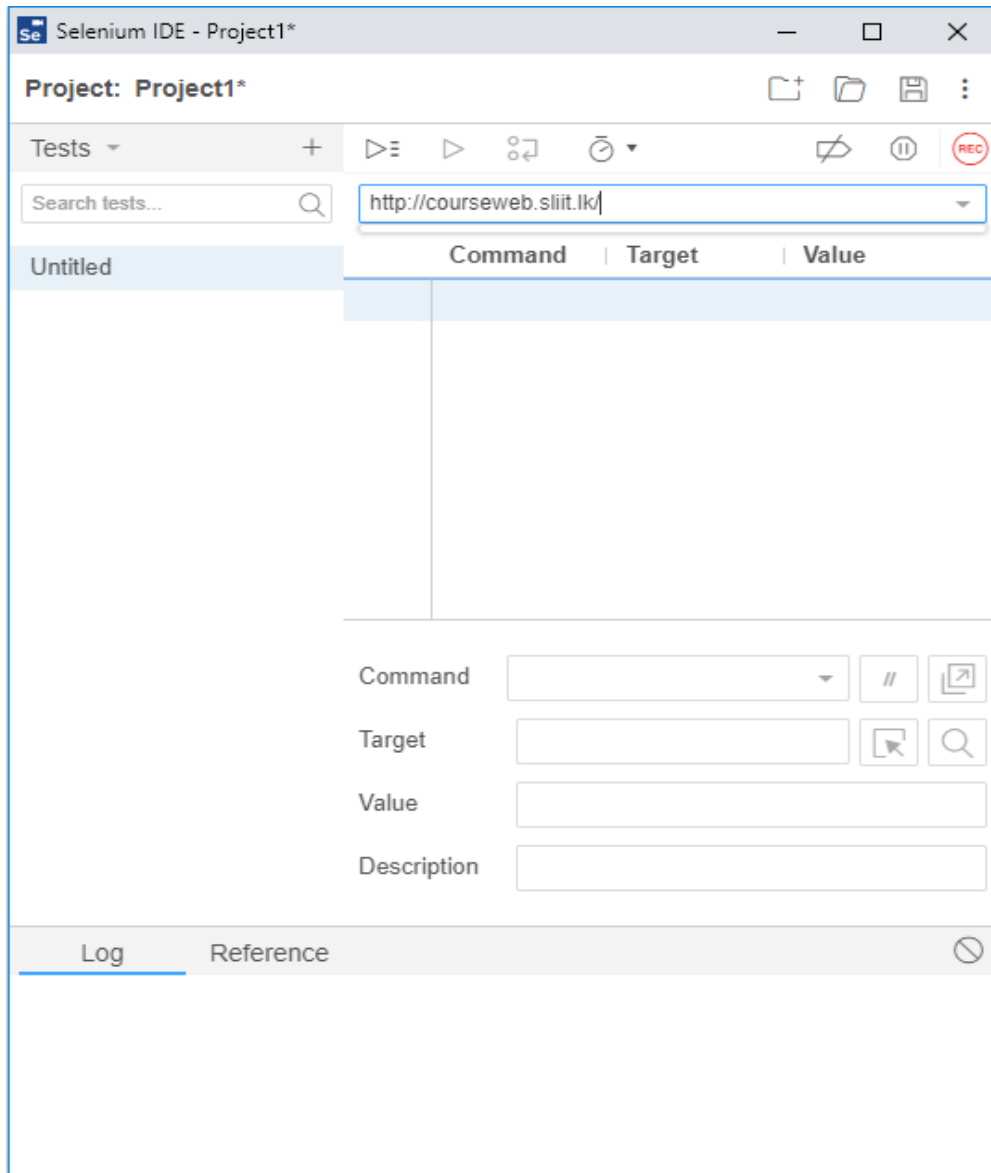 Se Selenium IDE - Project1*
Project: Project1*
Tests
REC
Search tests...
http://courseweb.sliit.lk/
Command Target Value
Untitled
Command
//
Target
Value
Description
Log Reference